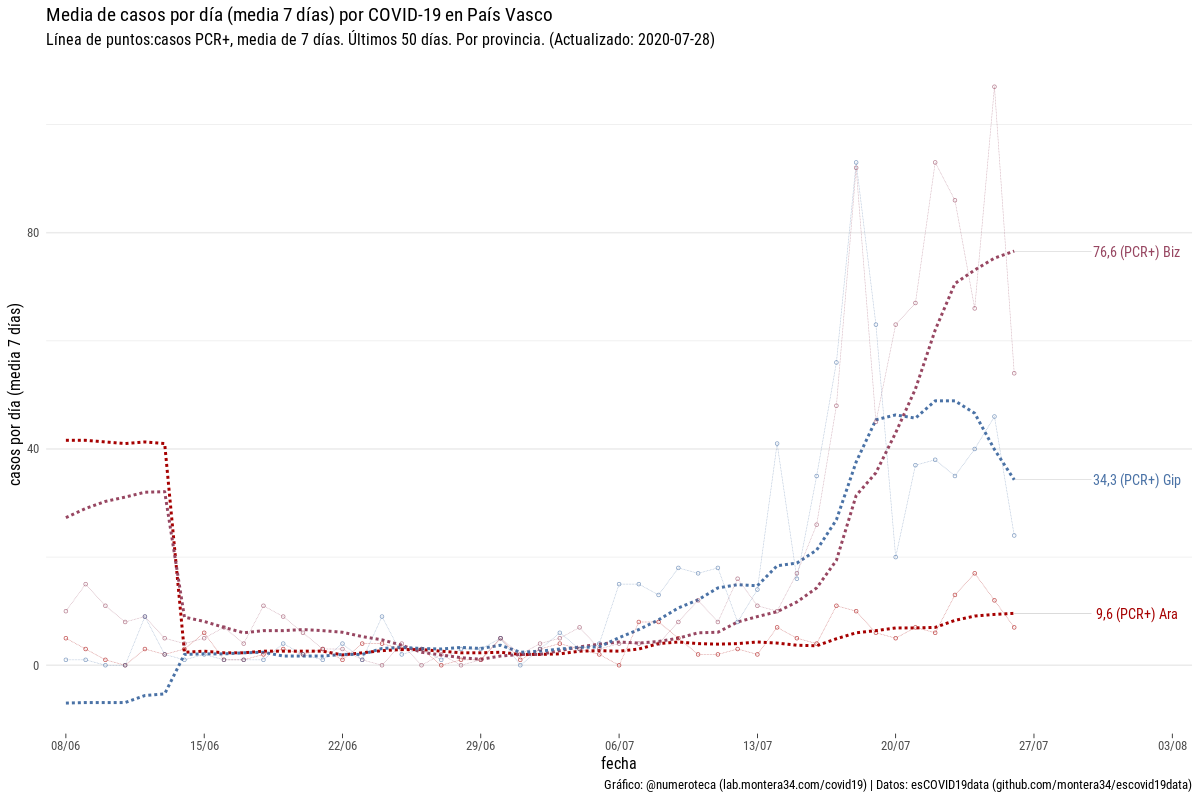 Media de casos por día (media 7 días) por COVID-19 en País Vasco
Línea de puntos:casos PCR+, media de 7 días. Últimos 50 días. Por provincia. (Actualizado: 2020-07-28)
casos por día (media 7 días)
80
40
0
76,6 (PCR+) Biz
34,3 (PCR+) Gip
9,6 (PCR+) Ara
08/06 15/06 22/06 29/06 06/07 13/07 20/07 27/07 03/08
fecha
Gráfico: @numeroteca (lab.montera34.com/covid19) | Datos: esCOVID19data (github.com/montera34/escovid19data)